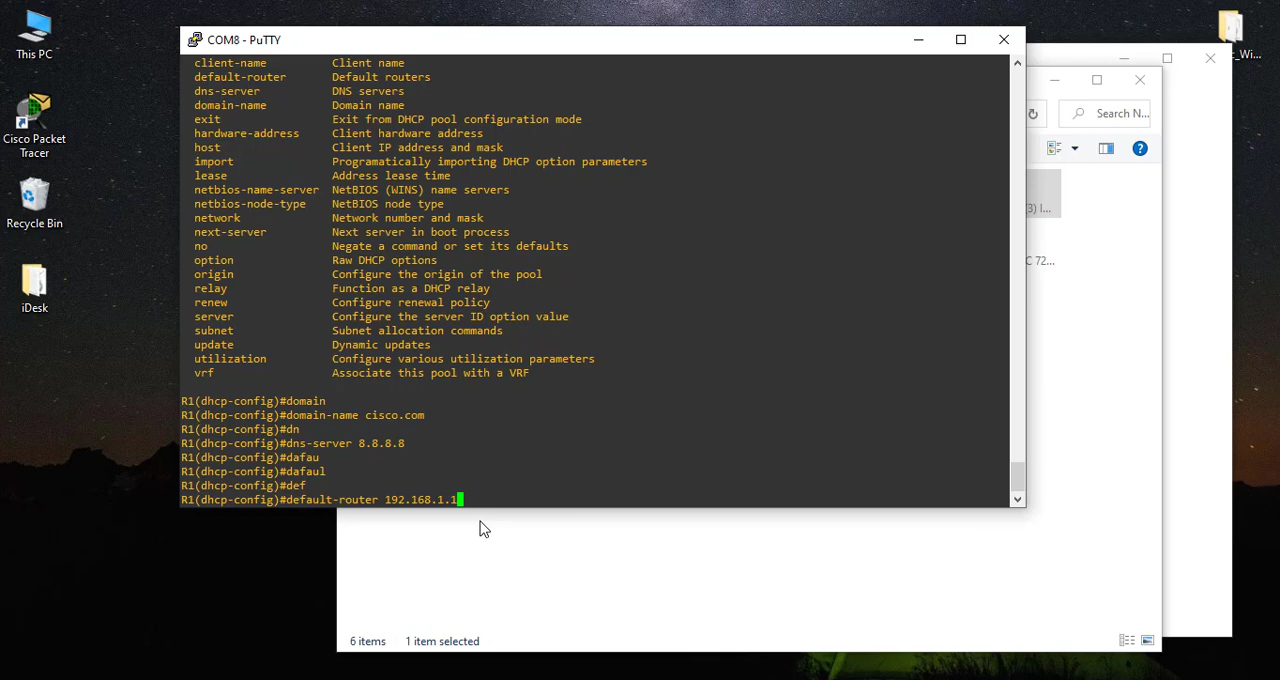 This PC
Cisco Packet
Tracer
Recycle Bin
iDesk
COM8 - PuTTY
client-name Client name
default-router Default routers
dns-server DNS servers
domain-name Domain name
exit Exit from DHCP pool configuration mode
hardware-address Client hardware address
host Client IP address and mask
import Programatically importing DHCP option parameters
lease Address lease time
netbios-name-server NetBIOS (WINS) name servers
netbios-node-type NetBIOS node type
network Network number and mask
next-server Next server in boot process
no Negate a command or set its defaults
option Raw DHCP options
origin Configure the origin of the pool
relay Function as a DHCP relay
renew Configure renewal policy
server Configure the server ID option value
subnet Subnet allocation commands
update Dynamic updates
utilization Configure various utilization parameters
vrf Associate this pool with a VRF
R1(dhcp-config)#domain
R1(dhcp-config)#domain-name cisco.com
R1(dhcp-config)#dn
R1(dhcp-config)#dns-server 8.8.8.8
R1(dhcp-config)#dafau
R1(dhcp-config)#dafaul
R1(dhcp-config)#def
R1(dhcp-config)#default-router 192.168.1.1
Search N...
(3) I...
C 72...
6 items 1 item selected